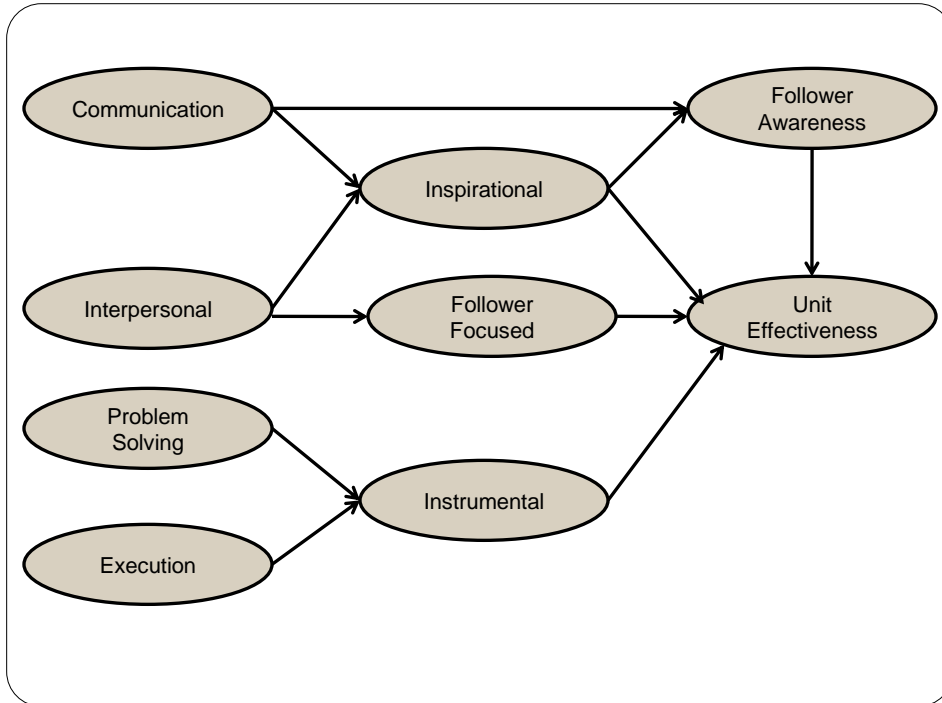 Communication
Follower
Awareness
Inspirational
Interpersonal
Follower
Focused
Unit
Effectiveness
Problem
Solving
Instrumental
Execution